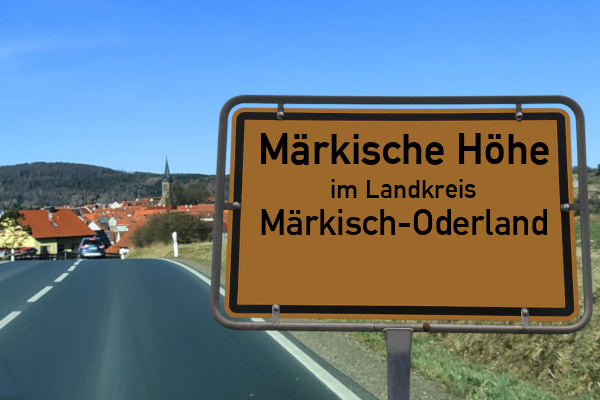 Märkische Höhe
im Landkreis
Märkisch-Oderland